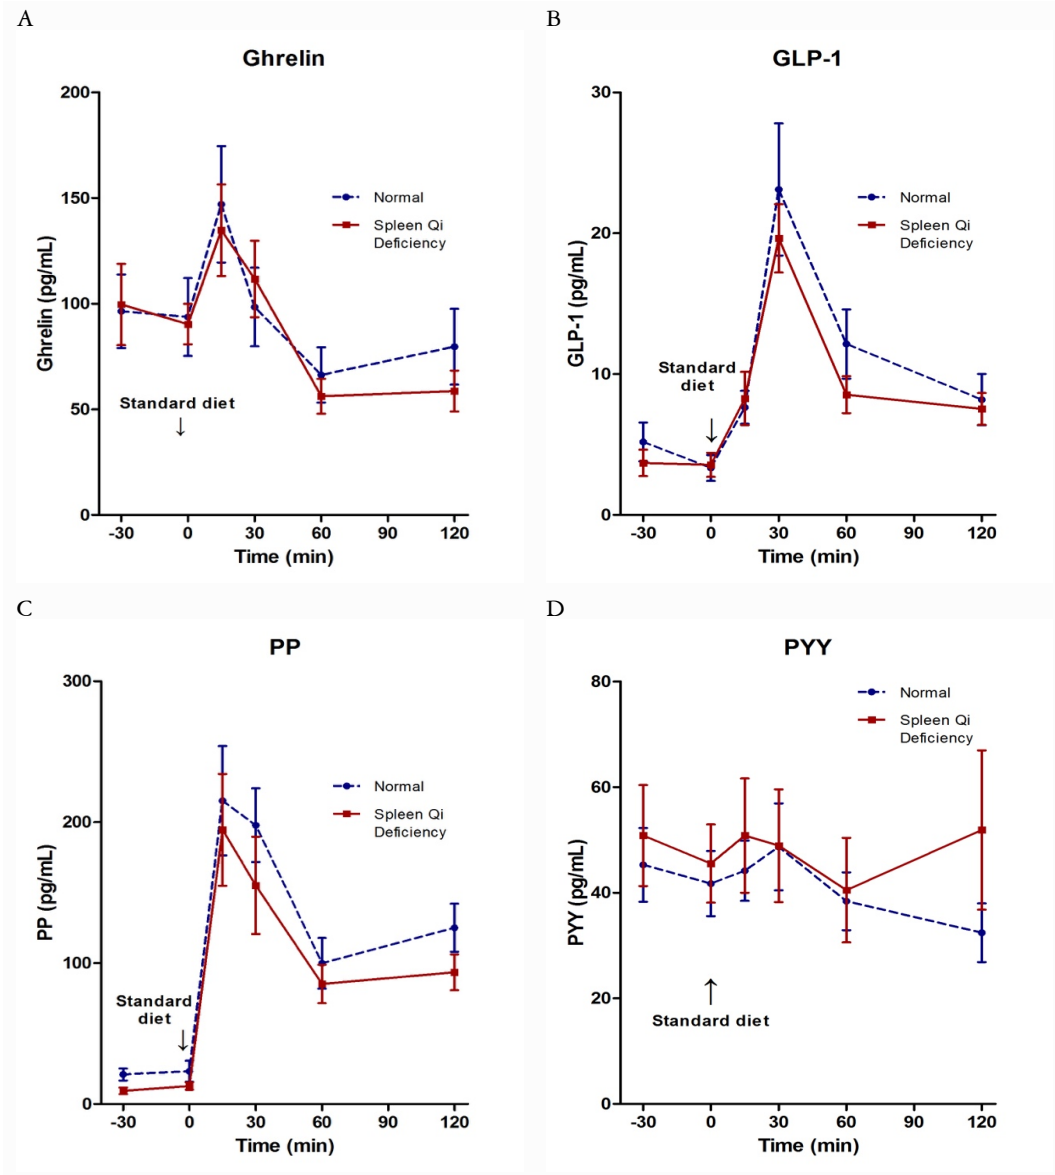 A
Ghrelin
200
150
100
50
0
Ghrelin (pg/mL)
Normal
Spleen Qi
Deficiency
Standard diet
↓
-30 0 30 60 90 120
Time (min)
B
GLP-1
30
20
10
0
GLP-1 (pg/mL)
Normal
Spleen Qi
Deficiency
Standard
diet
↓
-30 0 30 60 90 120
Time (min)
C
PP
300
200
100
0
PP (pg/mL)
Normal
Spleen Qi
Deficiency
Standard
diet
↓
-30 0 30 60 90 120
Time (min)
D
PYY
80
60
40
20
0
PYY (pg/mL)
Normal
Spleen Qi
Deficiency
↑
Standard diet
-30 0 30 60 90 120
Time (min)